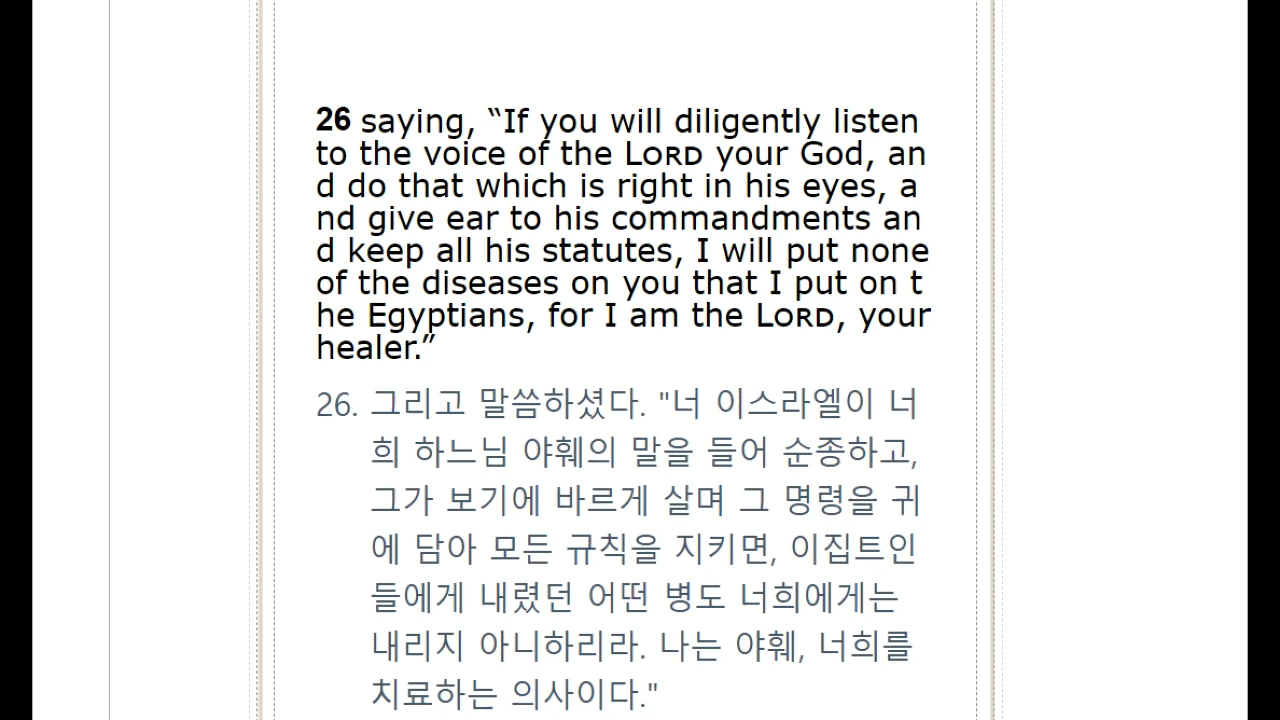 26 saying, “If you will diligently listen
to the voice of the LORD your God, an
d do that which is right in his eyes, a
nd give ear to his commandments an
d keep all his statutes, I will put none
of the diseases on you that I put on t
he Egyptians, for I am the LORD, your
healer.”
26. 그리고 말씀하셨다. "너 이스라엘이 너
희 하느님 야훼의 말을 들어 순종하고,
그가 보기에 바르게 살며 그 명령을 귀
에 담아 모든 규칙을 지키면, 이집트인
들에게 내렸던 어떤 병도 너희에게는
내리지 아니하리라. 나는 야훼, 너희를
치료하는 의사이다."